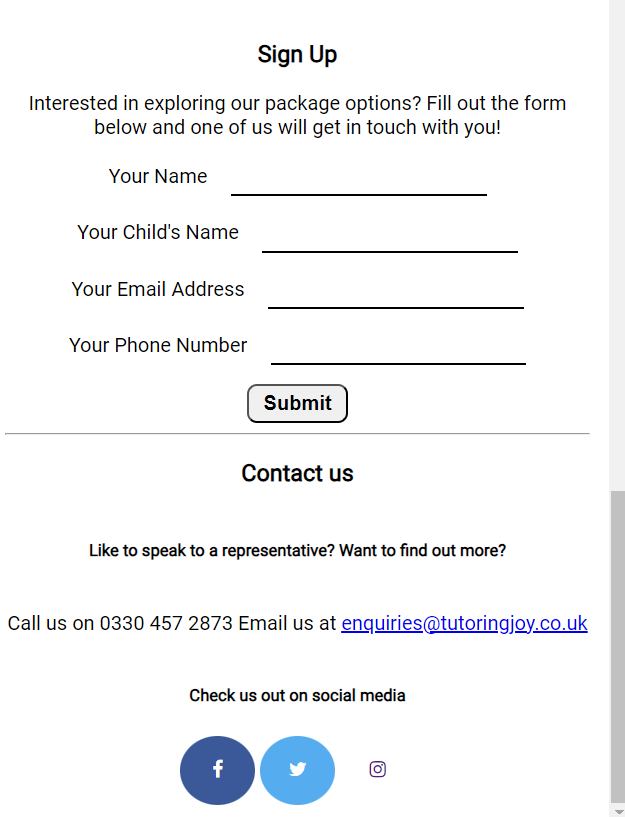 Sign Up
Interested in exploring our package options? Fill out the form
below and one of us will get in touch with you!
Your Name
Your Child's Name
Your Email Address
Your Phone Number
Submit
Contact us
Like to speak to a representative? Want to find out more?
Call us on 0330 457 2873 Email us at enquiries@tutoringjoy.co.uk
Check us out on social media